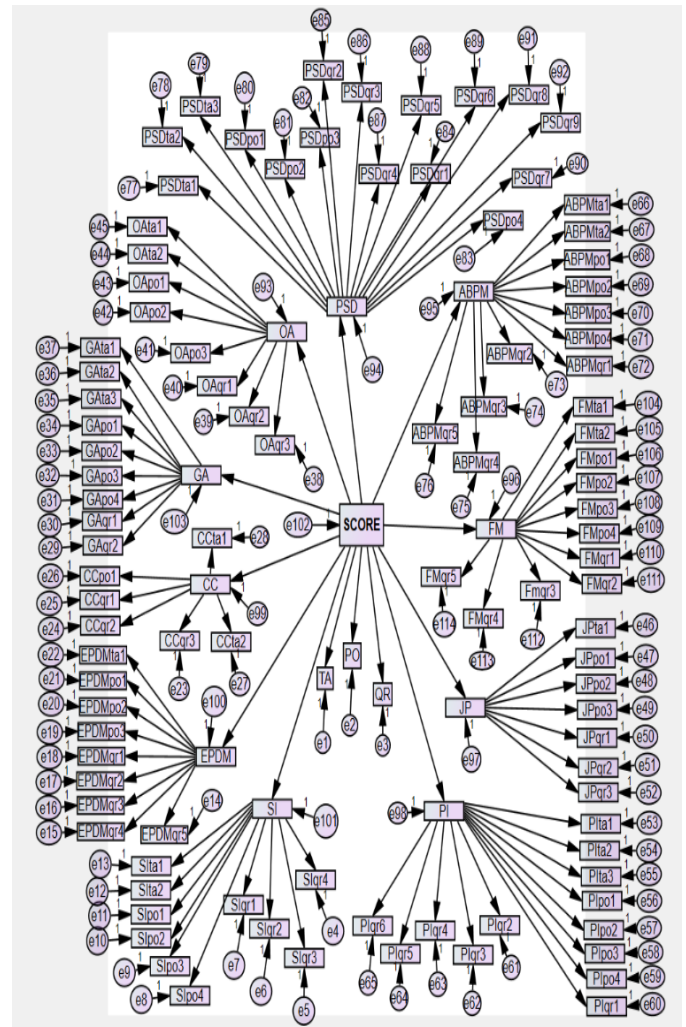 e85
e91
e86
e79
e88
e89
PSDqr2
e92
e78
PSDta3
e80
e82
PSDqr3
PSDqr5
PSDqr6
PSDqr8
e81
e87
e84
PSDta2
PSDpo1
PSDpo3
PSDqr9
PSDpo2
PSDqr4
PSDqr1
e90
e77
PSDta1
PSDqr7
ABPMta1
e66
e45
OAta1
PSDpo4
ABPMta2
e67
e44
OAta2
e83
ABPMpo1
e68
e43
OApo1
e93
ABPMpo2
e69
e42
OApo2
e95
ABPM
ABPMpo3
e70
PSD
OA
ABPMpo4
e71
e37
GAta1
e41
OApo3
e94
ABPMqr2
ABPMqr1
e72
e36
GAta2
e40
OAqr1
e73
e35
GAta3
e39
OAqr2
ABPMqr3
e74
FMta1
e104
e34
GApo1
OAqr3
ABPMqr5
FMta2
e105
e33
GApo2
e38
FMpo1
e106
e32
GApo3
GA
ABPMqr4
e96
FMpo2
e107
e31
GApo4
e76
e75
FMpo3
e108
e30
GAqr1
e103
e102
SCORE
FM
FMpo4
e109
e29
GAqr2
CCta1
e28
FMqr1
e110
e26
CCpo1
CC
FMqr5
Fmqr3
FMqr2
e111
e25
CCqr1
e99
FMqr4
e24
CCqr2
e114
e113
e112
JPta1
e46
CCqr3
CCta2
PO
JPpo1
e47
e22
EPDMta1
TA
QR
JPpo2
e48
e21
EPDMpo1
e23
e27
e20
EPDMpo2
e100
e2
JP
JPpo3
e49
e19
EPDMpo3
e1
e3
JPqr1
e50
e18
EPDMqr1
EPDM
e97
JPqr2
e51
e17
EPDMqr2
JPqr3
e52
e16
EPDMqr3
e14
SI
e101
e98
PI
PIta1
e53
e15
EPDMqr4
EPDMqr5
PIta2
e54
e13
SIta1
PIta3
e55
e12
SIta2
SIqr4
PIpo1
e56
e11
SIpo1
SIqr1
PIqr6
PIqr4
PIqr2
PIpo2
e57
e10
SIpo2
SIqr2
e4
PIqr5
PIqr3
PIpo3
e58
e9
SIpo3
e7
SIqr3
e61
PIpo4
e59
e8
SIpo4
e6
e5
e65
e64
e63
e62
PIqr1
e60